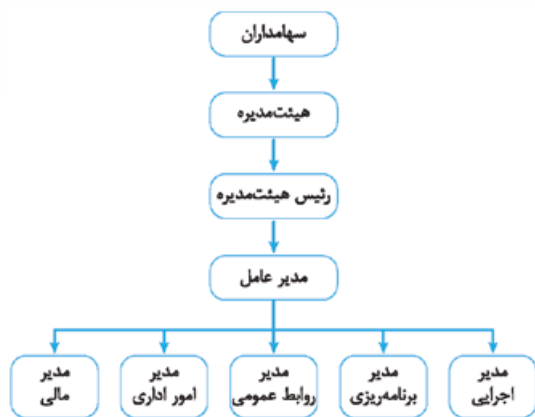 سهامداران
هیئت‌مدیره
رئیس هیئت‌مدیره
مدیر عامل
مدیر
اجرایی
مدیر
برنامه‌ریزی
مدیر
روابط عمومی
مدیر
امور اداری
مدیر
مالی